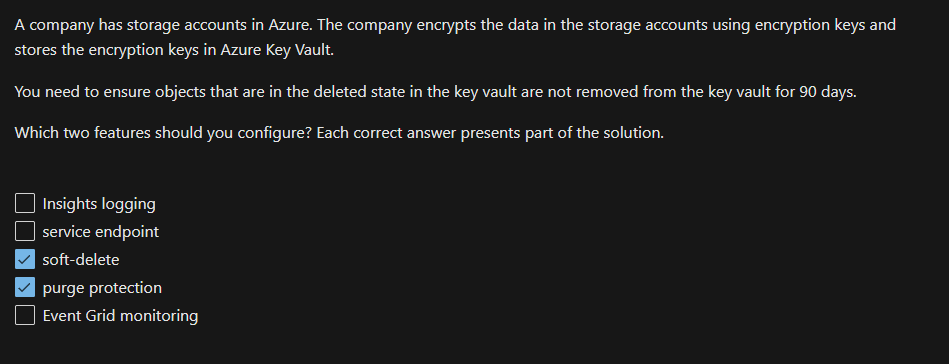 A company has storage accounts in Azure. The company encrypts the data in the storage accounts using encryption keys and
stores the encryption keys in Azure Key Vault.
You need to ensure objects that are in the deleted state in the key vault are not removed from the key vault for 90 days.
Which two features should you configure? Each correct answer presents part of the solution.
Insights logging
service endpoint
soft-delete
purge protection
Event Grid monitoring